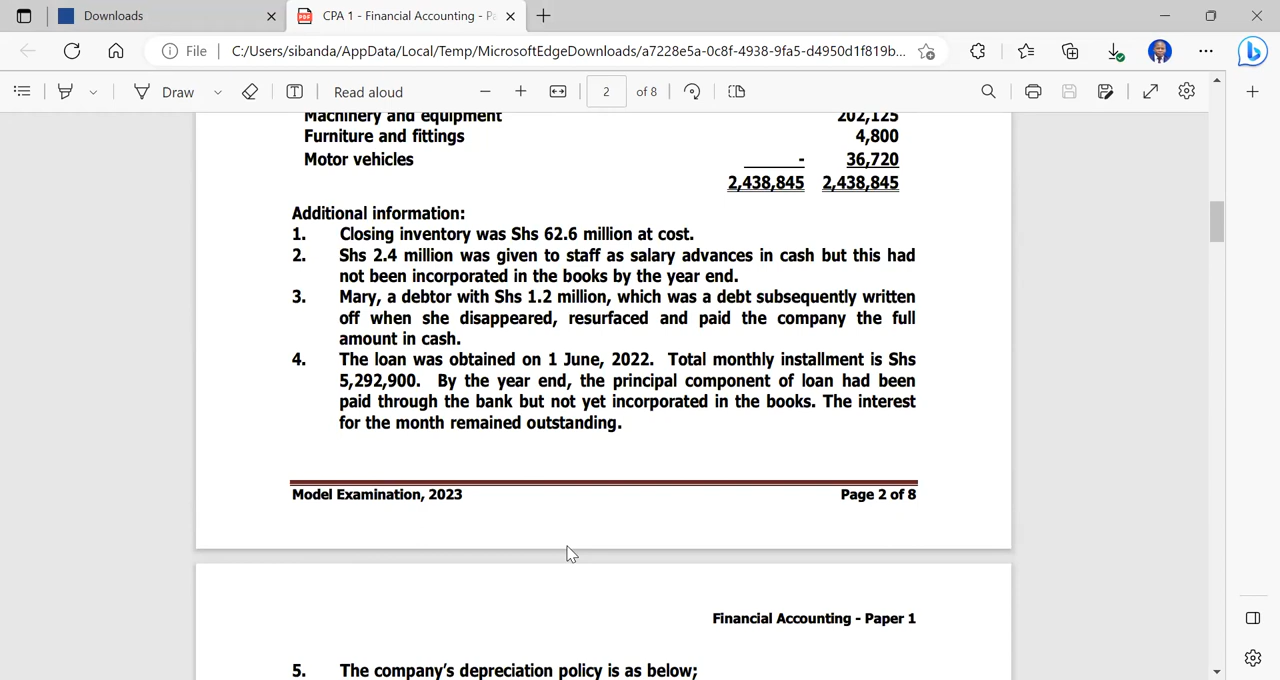 Downloads
CPA 1 - Financial Accounting - Pa
File
C:/Users/sibanda/AppData/Local/Temp/MicrosoftEdgeDownloads/a7228e5a-0c8f-4938-9fa5-d4950d1f819b...
Draw
Read aloud
2 of 8
Machinery and equipment 202,125
Furniture and fittings 4,800
Motor vehicles - 36,720
2,438,845 2,438,845
Additional information:
1. Closing inventory was Shs 62.6 million at cost.
2. Shs 2.4 million was given to staff as salary advances in cash but this had
not been incorporated in the books by the year end.
3. Mary, a debtor with Shs 1.2 million, which was a debt subsequently written
off when she disappeared, resurfaced and paid the company the full
amount in cash.
4. The loan was obtained on 1 June, 2022. Total monthly installment is Shs
5,292,900. By the year end, the principal component of loan had been
paid through the bank but not yet incorporated in the books. The interest
for the month remained outstanding.
Model Examination, 2023 Page 2 of 8
Financial Accounting - Paper 1
5. The company's depreciation policy is as below;